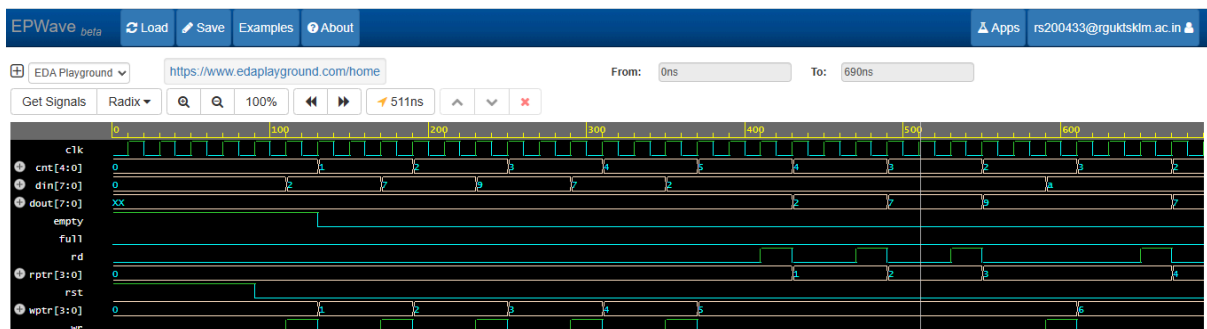 EPWave beta Load Save Examples About Apps rs200433@rguktsklm.ac.in
EDA Playground https://www.edaplayground.com/home From: 0ns To: 690ns
Get Signals Radix 100% 511ns
0 100 200 300 400 500 600
clk
cnt[4:0] 0 1 2 3 4 5 4 3 2 3 2
din[7:0] 0 2 7 9 7 2 a
dout[7:0] XX 2 7 9 7
empty
full
rd
rptr[3:0] 0 1 2 3 4
rst
wptr[3:0] 0 1 2 3 4 5 6
wr